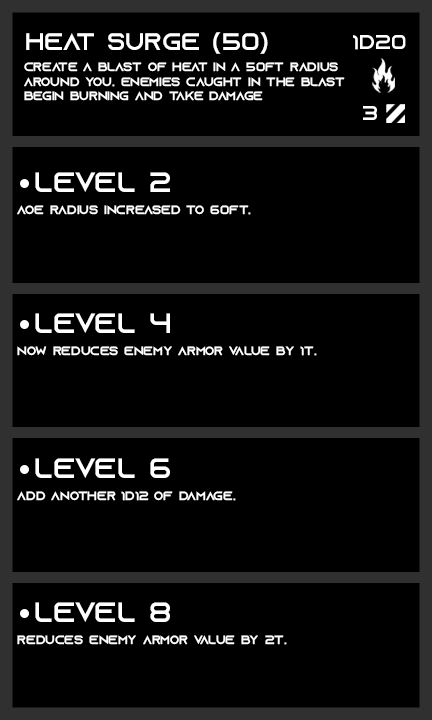 HEAT SURGE (50)
1D20
CREATE A BLAST OF HEAT IN A 50FT RADIUS
AROUND YOU. ENEMIES CAUGHT IN THE BLAST
BEGIN BURNING AND TAKE DAMAGE
3
•LEVEL 2
AOE RADIUS INCREASED TO 60FT.
•LEVEL 4
NOW REDUCES ENEMY ARMOR VALUE BY 1T.
•LEVEL 6
ADD ANOTHER 1D12 OF DAMAGE.
•LEVEL 8
REDUCES ENEMY ARMOR VALUE BY 2T.